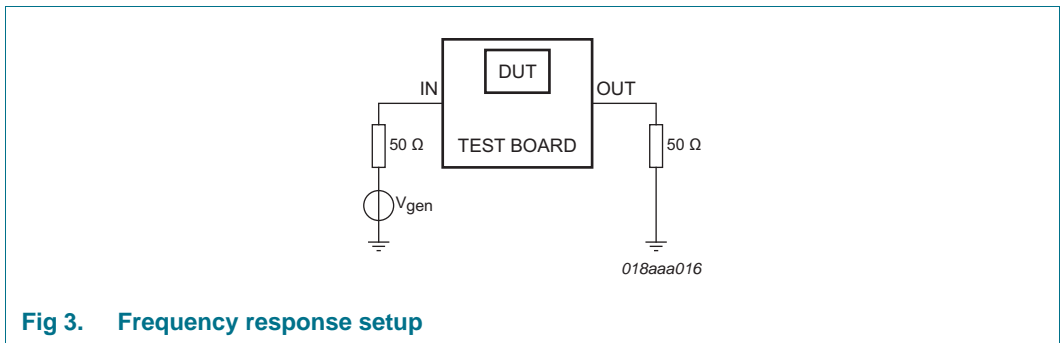 DUT
IN
OUT
50 Ω
TEST BOARD
50 Ω
Vgen
018aaa016
Fig 3. Frequency response setup